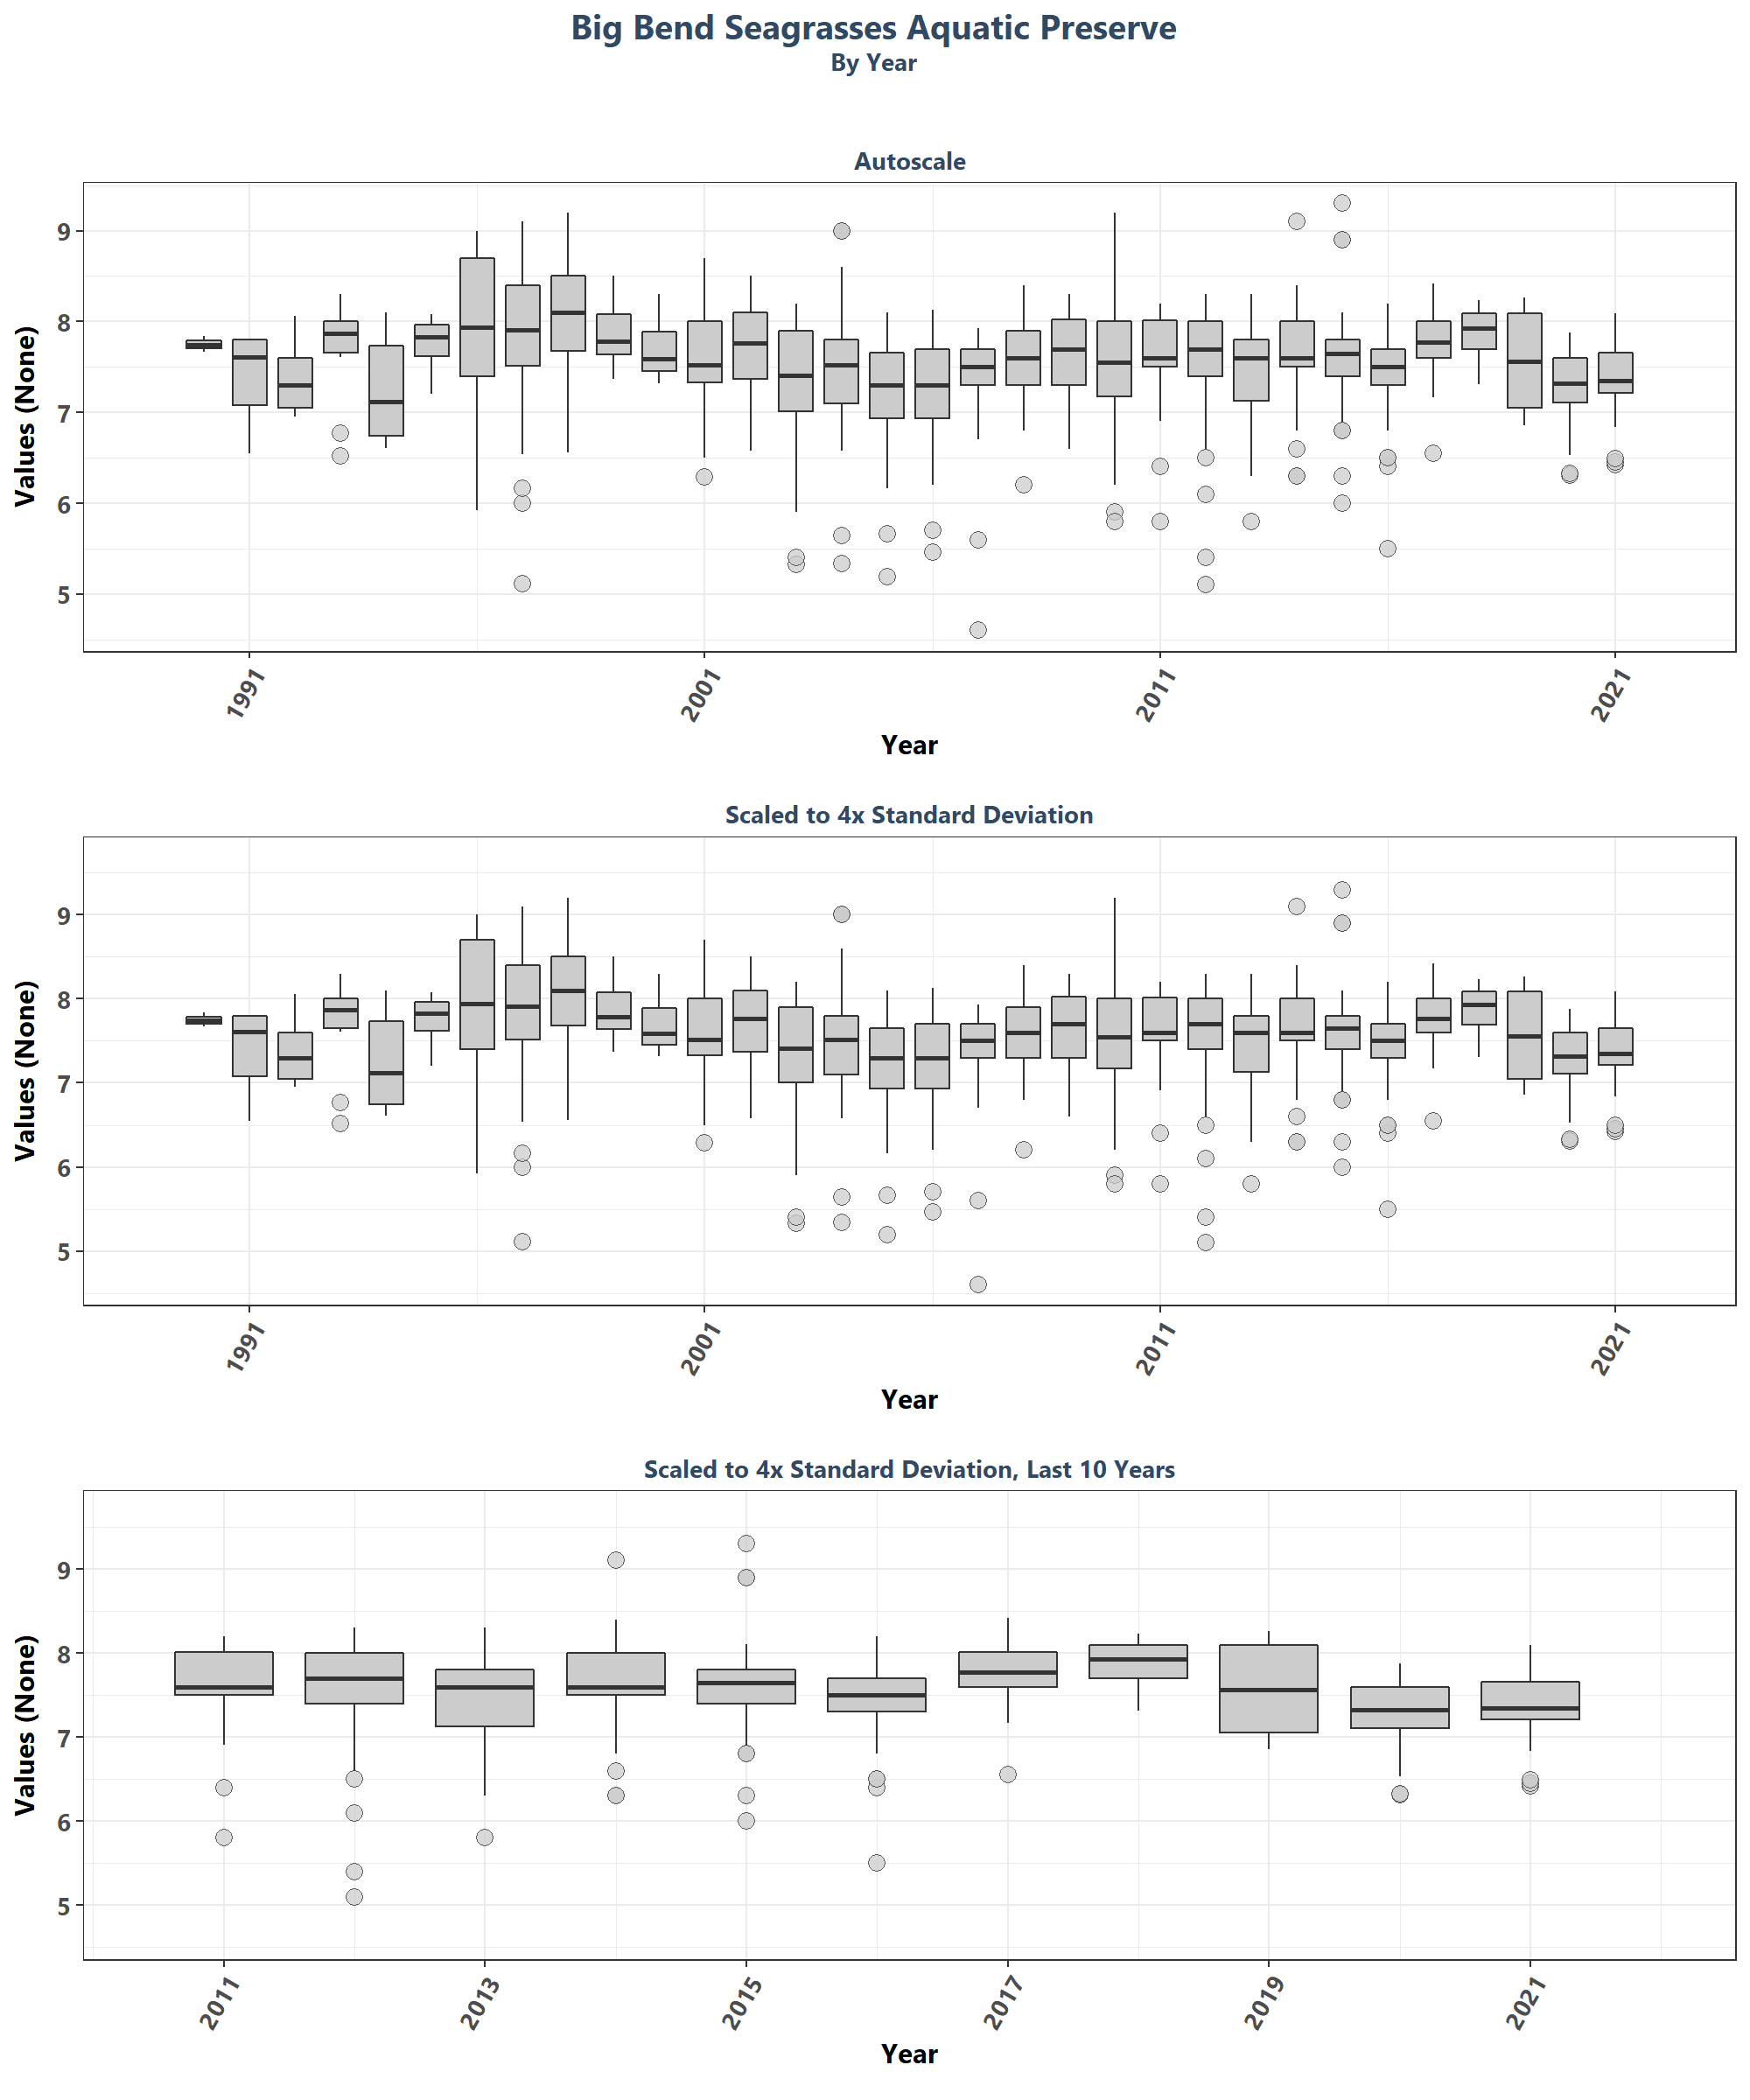 Big Bend Seagrasses Aquatic Preserve
By Year
Autoscale
Values (None)
9
8
7
6
5
1991
2001
2011
2021
Year
Scaled to 4x Standard Deviation
Values (None)
9
8
7
6
5
1991
2001
2011
2021
Year
Scaled to 4x Standard Deviation, Last 10 Years
Values (None)
9
8
7
6
5
2011
2013
2015
2017
2019
2021
Year